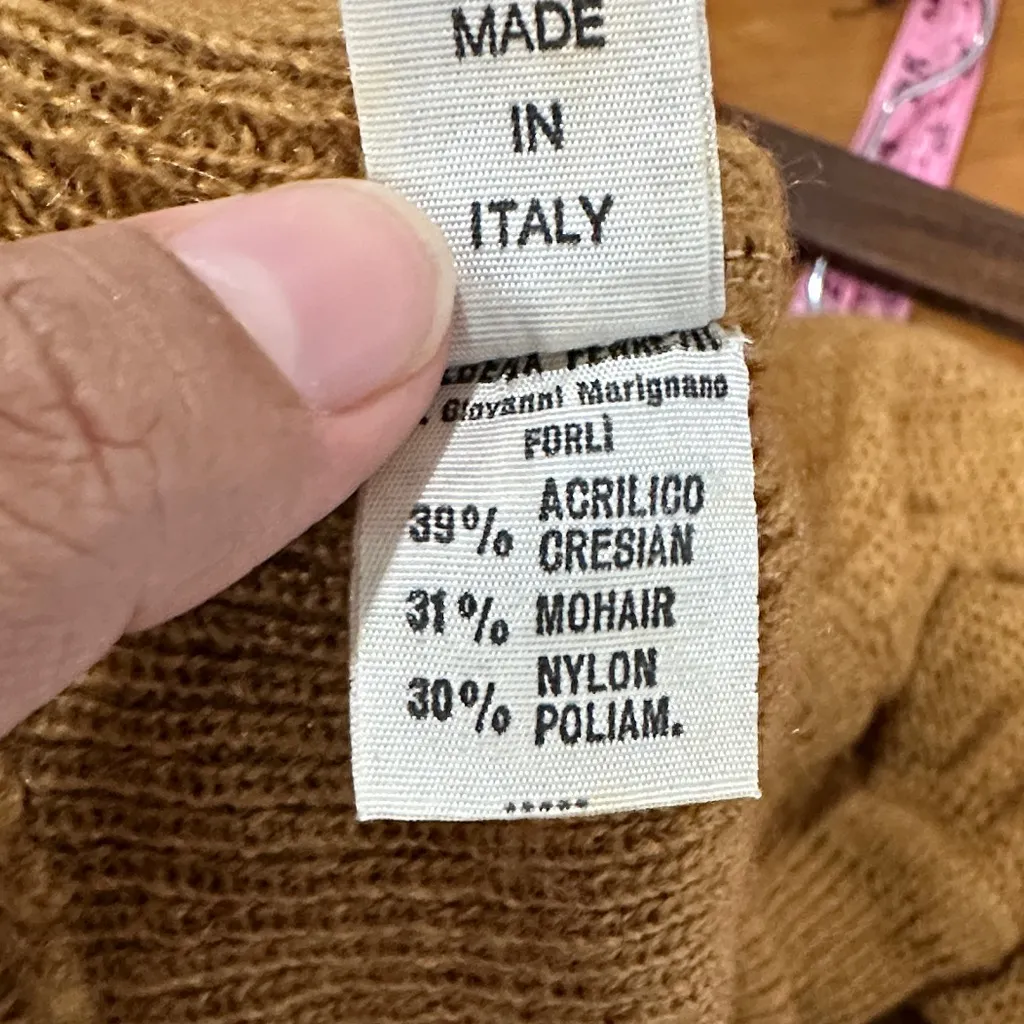 MADE
IN
ITALY
Giovanni Marignano
FORLÌ
39% ACRILICO
CRESIAN
31% MOHAIR
30% NYLON
POLIAM.
*****